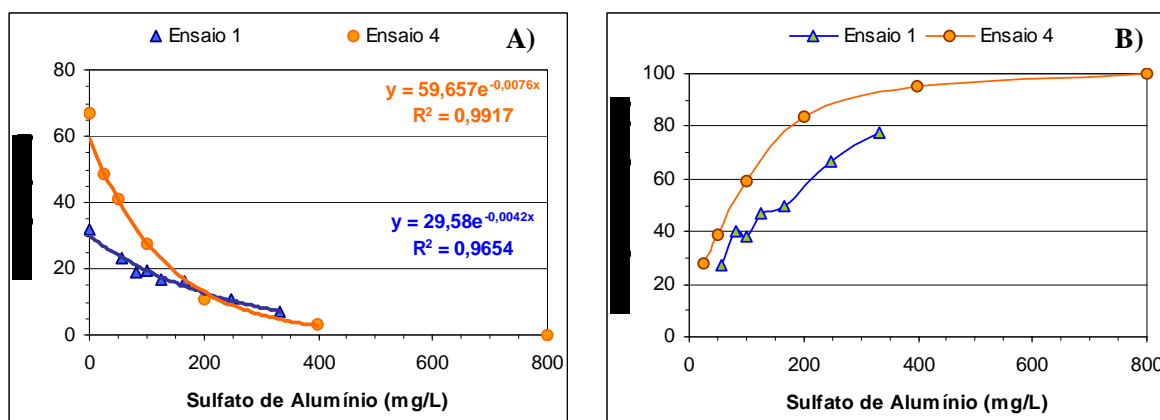 Ensaio 1 Ensaio 4 A)
80
y = 59,657e^-0,0076x
R² = 0,9917
60
40
y = 29,58e^-0,0042x
R² = 0,9654
20
0
0 200 400 600 800
Sulfato de Alumínio (mg/L)
Ensaio 1 Ensaio 4 B)
100
80
60
40
20
0
0 200 400 600 800
Sulfato de Alumínio (mg/L)